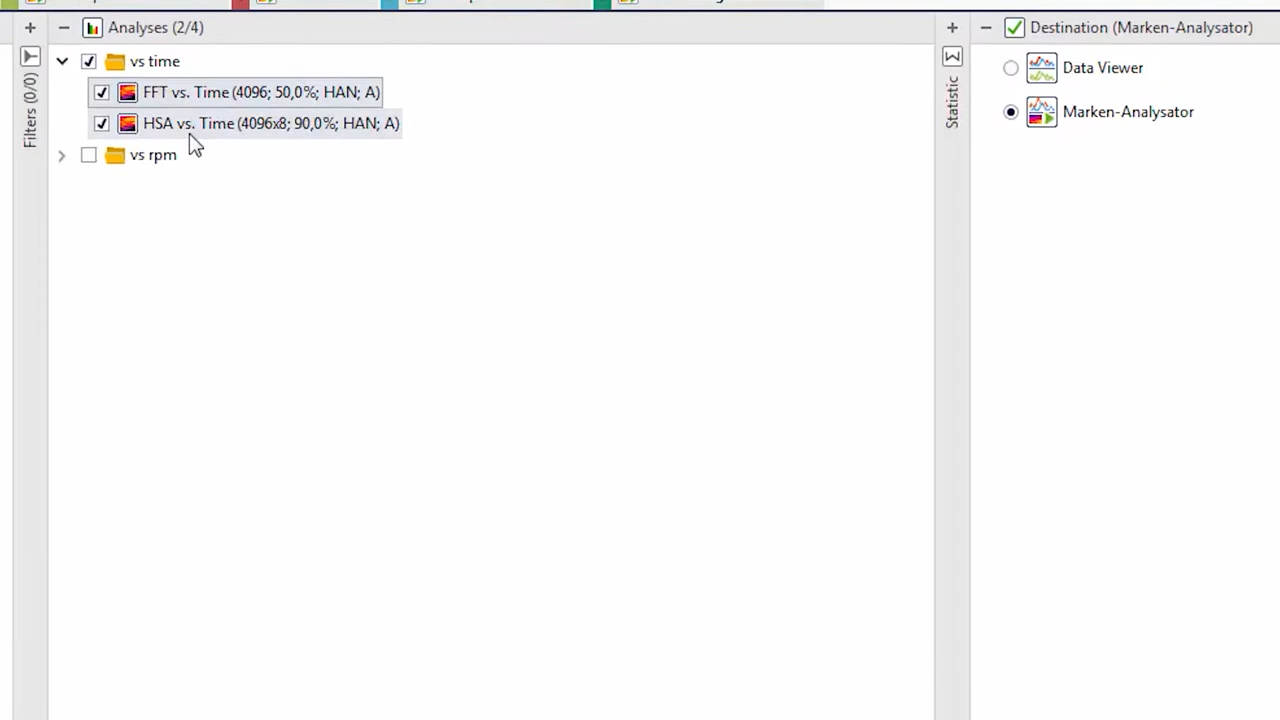 Analyses (2/4)
vs time
FFT vs. Time (4096; 50,0%; HAN; A)
HSA vs. Time (4096x8; 90,0%; HAN; A)
vs rpm
Filters (0/0)
Statistic
Destination (Marken-Analysator)
Data Viewer
Marken-Analysator